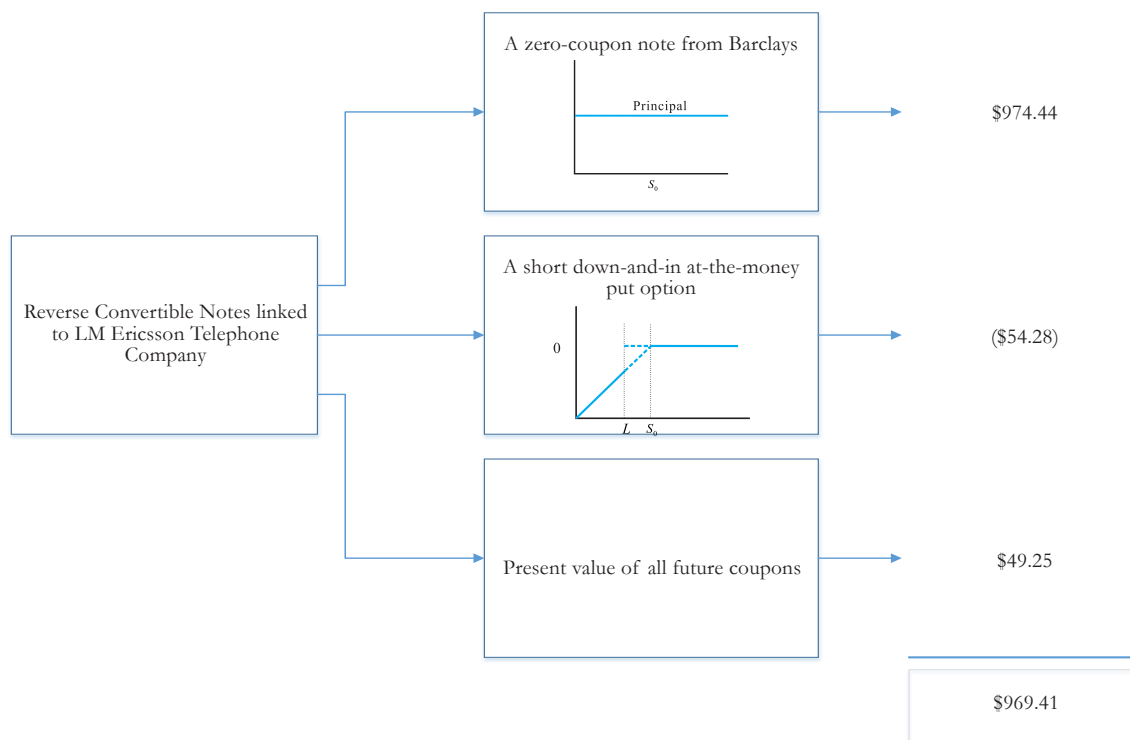 A zero-coupon note from Barclays
Principal
S₀
$974.44
Reverse Convertible Notes linked
to LM Ericsson Telephone
Company
A short down-and-in at-the-money
put option
0
L S₀
($54.28)
Present value of all future coupons
$49.25
$969.41